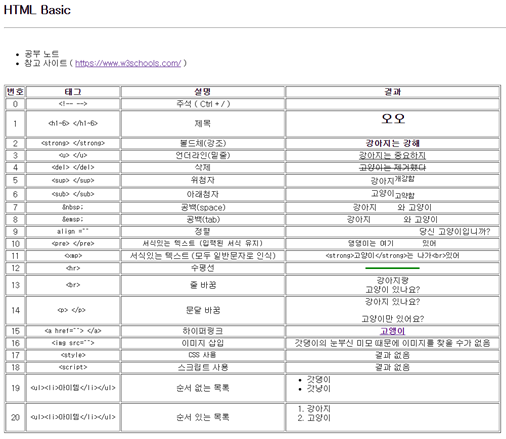 HTML Basic
공부 노트
참고 사이트 ( https://www.w3schools.com/ )
번호 태그 설명 결과
0 <!-- --> 주석 ( Ctrl + / )
1 <h1-6> </h1-6> 제목 오오
2 <strong> </strong> 볼드체(강조) 강아지는 강해
3 <u> </u> 언더라인(밑줄) 강아지는 중요하지
4 <del> </del> 삭제 고양이는 제거했다
5 <sup> </sup> 위첨자 강아지개강함
6 <sub> </sub> 아래첨자 고양이고약함
7 &nbsp; 공백(space) 강아지 와 고양이
8 &emsp; 공백(tab) 강아지 와 고양이
9 align ="" 정렬 당신 고양이입니까?
10 <pre> </pre> 서식있는 텍스트 (입력된 서식 유지) 댕댕이는 여기 있어
11 <xmp> 서식있는 텍스트 (모두 일반문자로 인식) <strong>고양이</strong>는 나가<br>있어
12 <hr> 수평선
13 <br> 줄 바꿈 강아지랑
고양이 있나요?
14 <p> </p> 문단 바꿈 강아지 있나요?
고양이만 있어요?
15 <a href=""> </a> 하이퍼링크 고앵이
16 <img src=""> 이미지 삽입 갓댕이의 눈부신 미모 때문에 이미지를 찾을 수가 없음
17 <style> CSS 사용 결과 없음
18 <script> 스크립트 사용 결과 없음
19 <ul><li>아이템</li></ul> 순서 없는 목록 갓댕이
갓냥이
20 <ul><li>아이템</li></ul> 순서 있는 목록 1. 강아지
2. 고양이